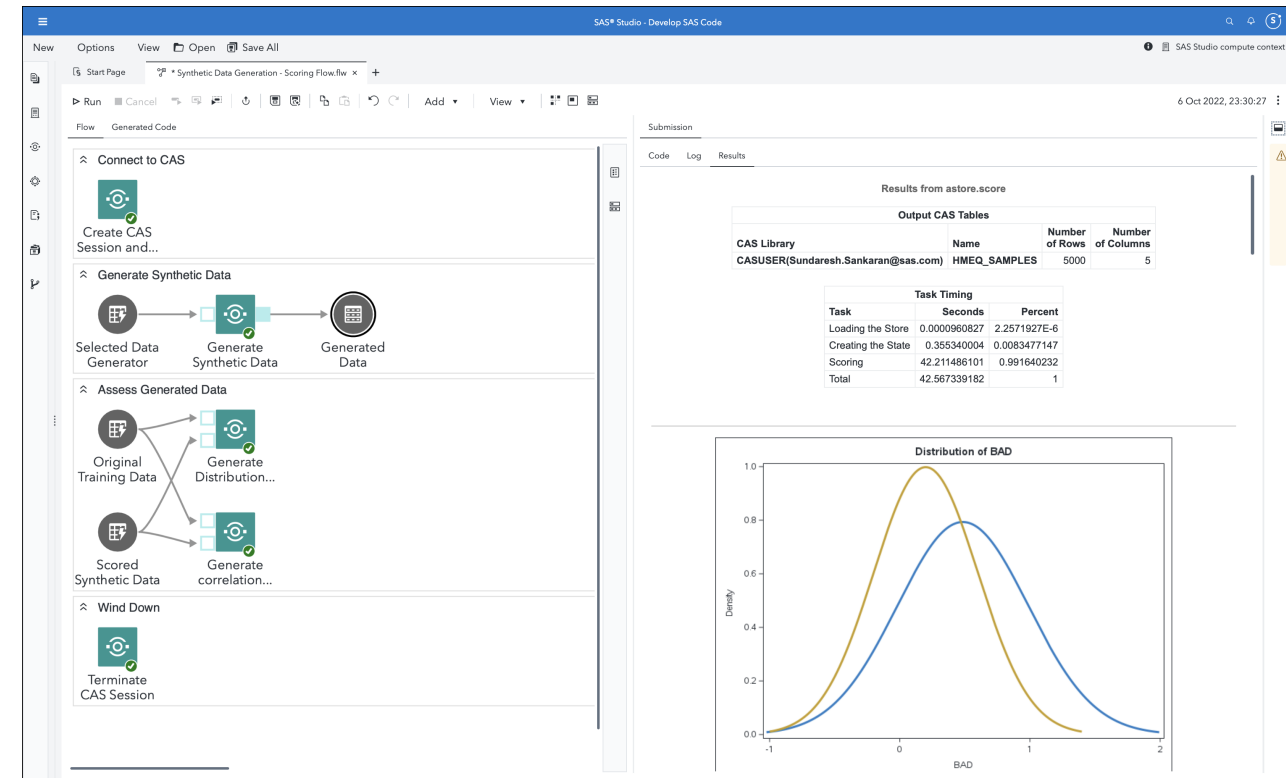 SAS® Studio - Develop SAS Code
S
New Options View Open Save All
SAS Studio compute context
Start Page
* Synthetic Data Generation - Scoring Flow.flw × +
Run Cancel Add View
6 Oct 2022, 23:30:27
Flow Generated Code
Connect to CAS
Create CAS
Session and...
Generate Synthetic Data
Selected Data
Generator
Generate
Synthetic Data
Generated
Data
Assess Generated Data
Original
Training Data
Generate
Distribution...
Scored
Synthetic Data
Generate
correlation...
Wind Down
Terminate
CAS Session
Submission
Code Log Results
Results from astore.score
Output CAS Tables
CAS Library Name Number of Rows Number of Columns
CASUSER(Sundaresh.Sankaran@sas.com) HMEQ_SAMPLES 5000 5
Task Timing
Task Seconds Percent
Loading the Store 0.0000960827 2.2571927E-6
Creating the State 0.355340004 0.0083477147
Scoring 42.211486101 0.991640232
Total 42.567339182 1
Distribution of BAD
1.0
0.8
0.6
0.4
0.2
0.0
Density
-1 0 1 2
BAD